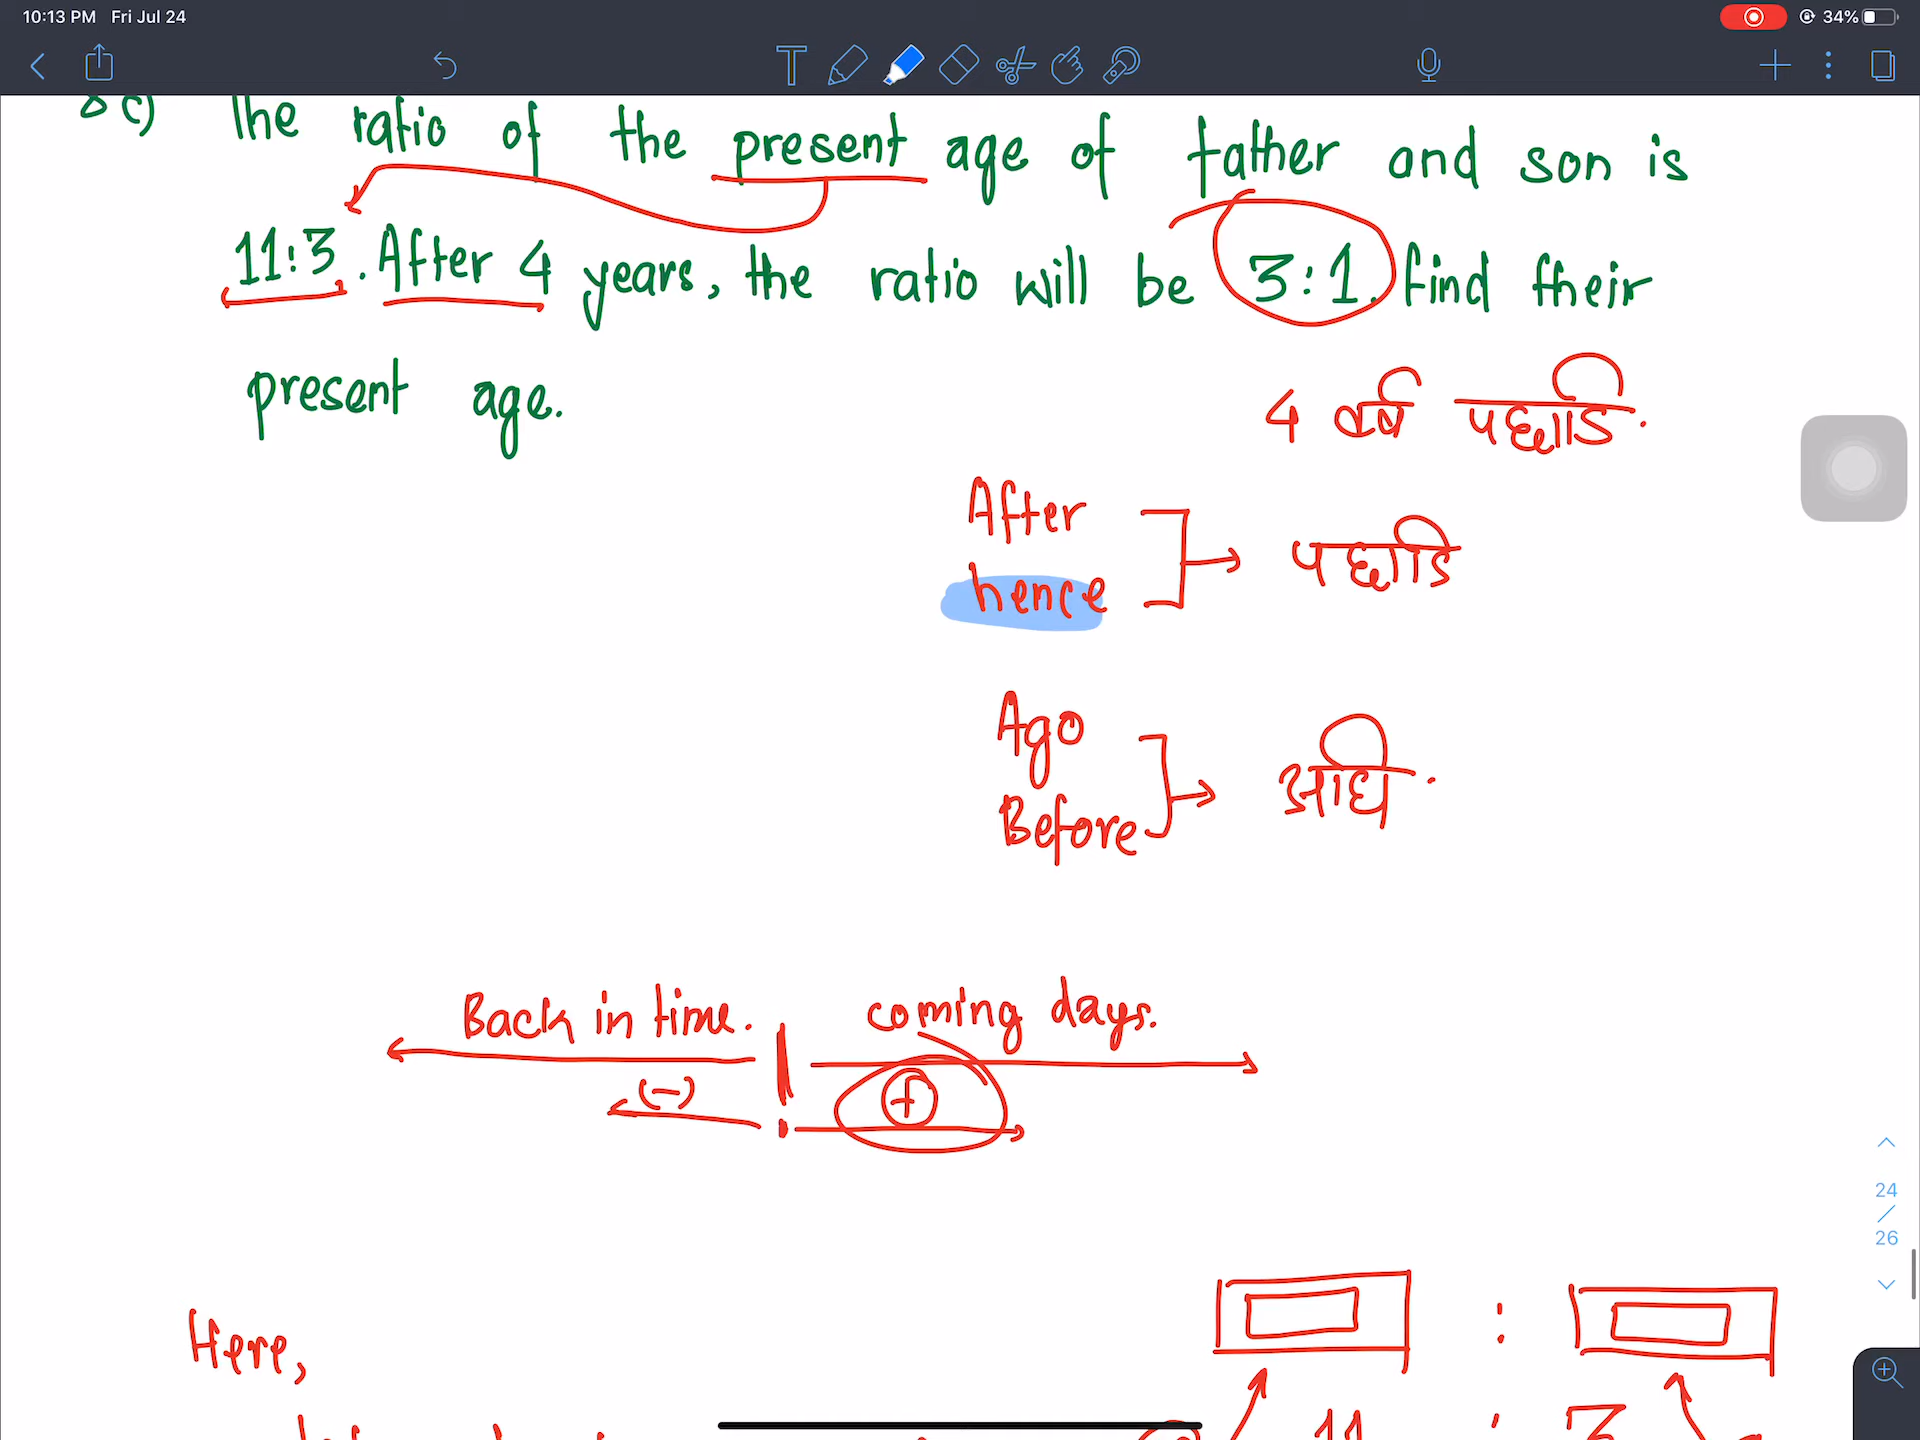 10:13 PM Fri Jul 24
34%
c) The ratio of the present age of father and son is
11:3. After 4 years, the ratio will be 3:1. find their
present age.
4 वर्ष पछाडि.
After
hence
पछाडि
Ago
Before
अघि.
Back in time.
coming days.
(-)
+
24
/
26
:
Here,
11 : 3